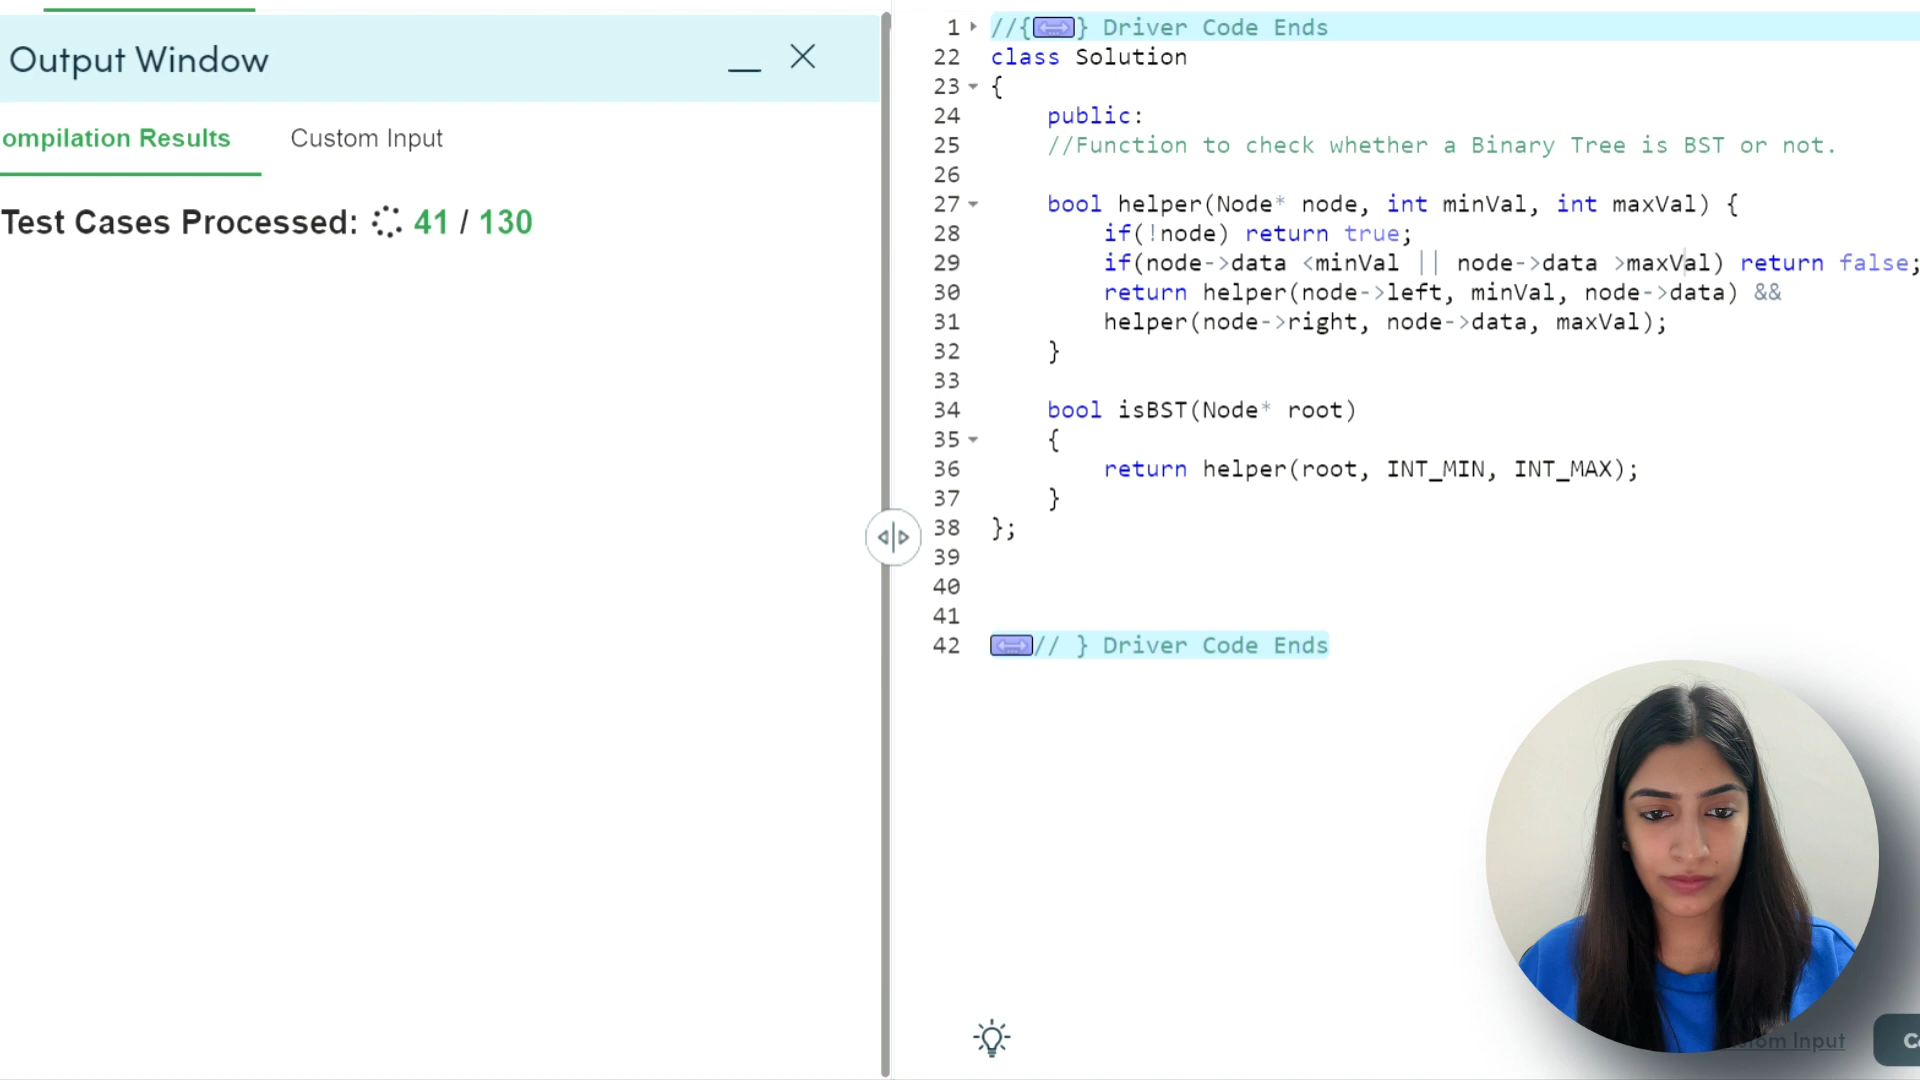 Output Window
ompilation Results
Custom Input
Test Cases Processed: 41 / 130
1 //{ } Driver Code Ends
22 class Solution
23 {
24 public:
25 //Function to check whether a Binary Tree is BST or not.
26
27 bool helper(Node* node, int minVal, int maxVal) {
28 if(!node) return true;
29 if(node->data <minVal || node->data >maxVal) return false;
30 return helper(node->left, minVal, node->data) &&
31 helper(node->right, node->data, maxVal);
32 }
33
34 bool isBST(Node* root)
35 {
36 return helper(root, INT_MIN, INT_MAX);
37 }
38 };
39
40
41
42 // } Driver Code Ends
tom Input